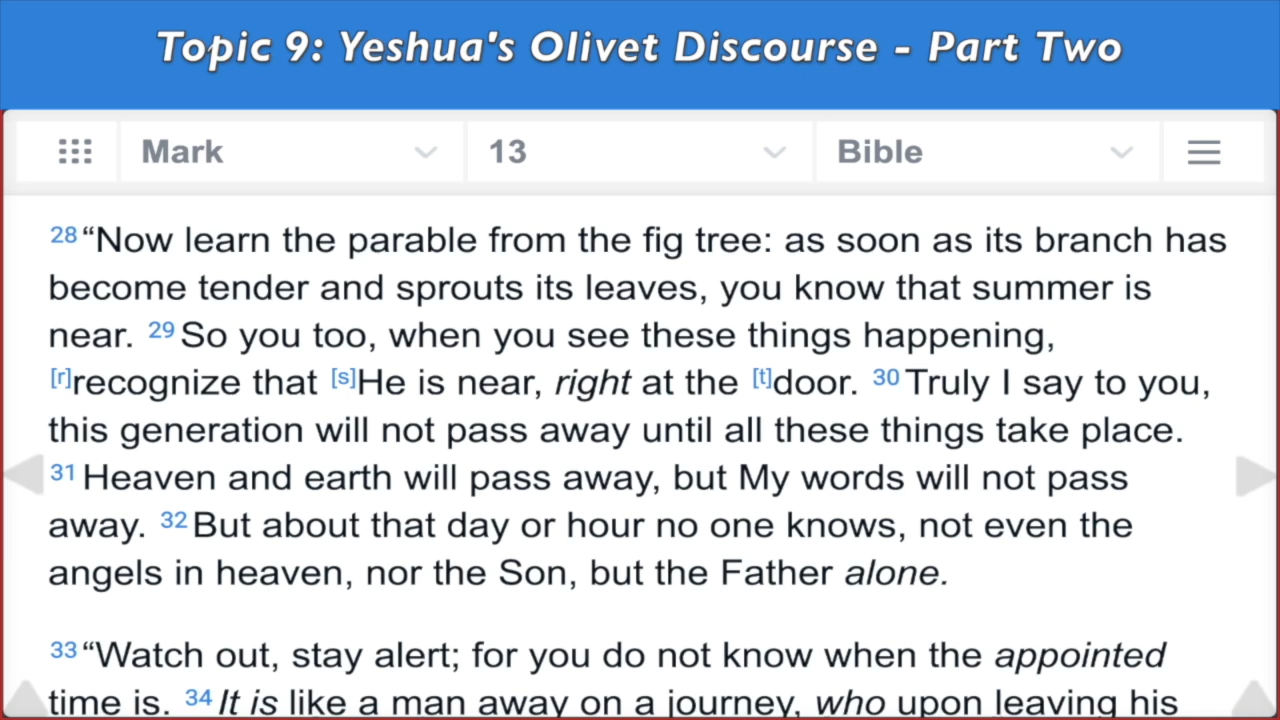 Topic 9: Yeshua's Olivet Discourse - Part Two
Mark 13 Bible
28 “Now learn the parable from the fig tree: as soon as its branch has
become tender and sprouts its leaves, you know that summer is
near. 29 So you too, when you see these things happening,
[r]recognize that [s]He is near, right at the [t]door. 30 Truly I say to you,
this generation will not pass away until all these things take place.
31 Heaven and earth will pass away, but My words will not pass
away. 32 But about that day or hour no one knows, not even the
angels in heaven, nor the Son, but the Father alone.
33 “Watch out, stay alert; for you do not know when the appointed
time is. 34 It is like a man away on a journey, who upon leaving his